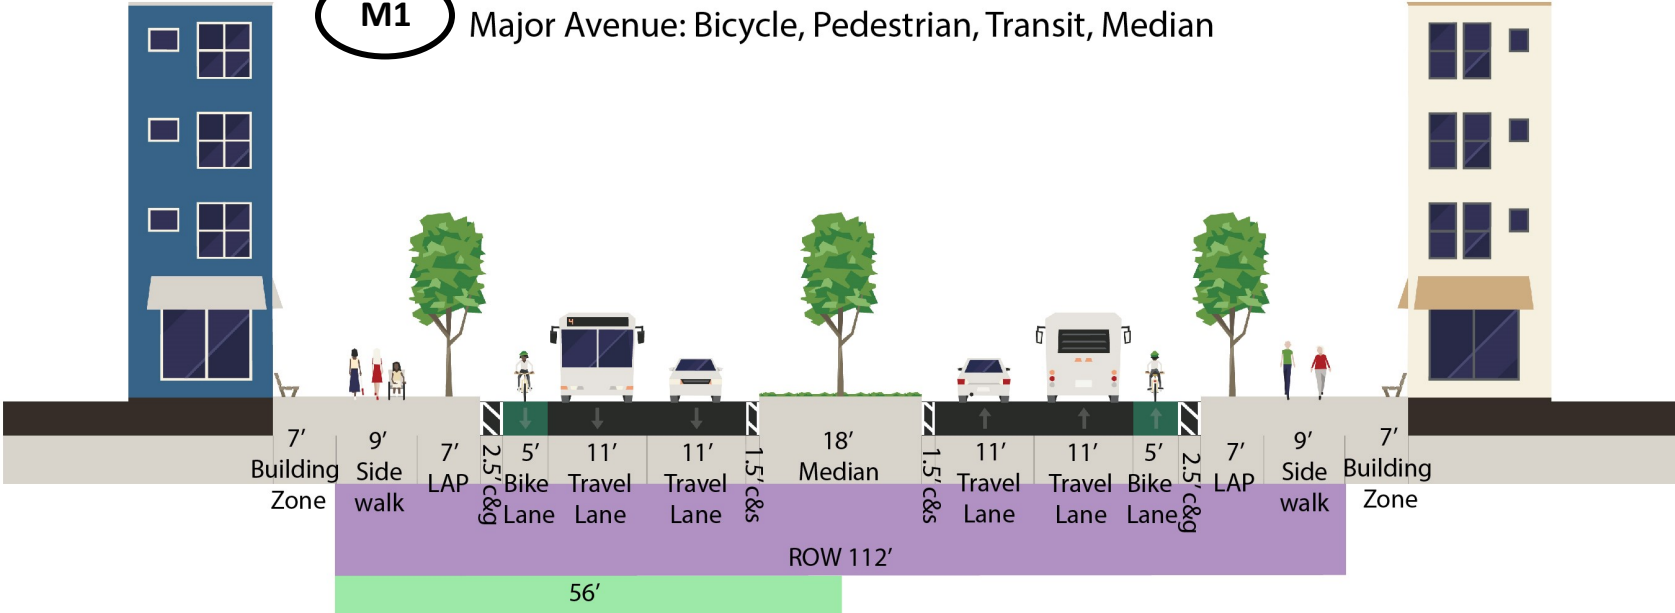 M1
Major Avenue: Bicycle, Pedestrian, Transit, Median
4
7’
Building
Zone
9’
Side
walk
7’
LAP
2.5’ c&g
5’
Bike
Lane
11’
Travel
Lane
11’
Travel
Lane
1.5’ c&s
18’
Median
1.5’ c&s
11’
Travel
Lane
11’
Travel
Lane
5’
Bike
Lane
2.5’ c&g
7’
LAP
9’
Side
walk
7’
Building
Zone
ROW 112’
56’